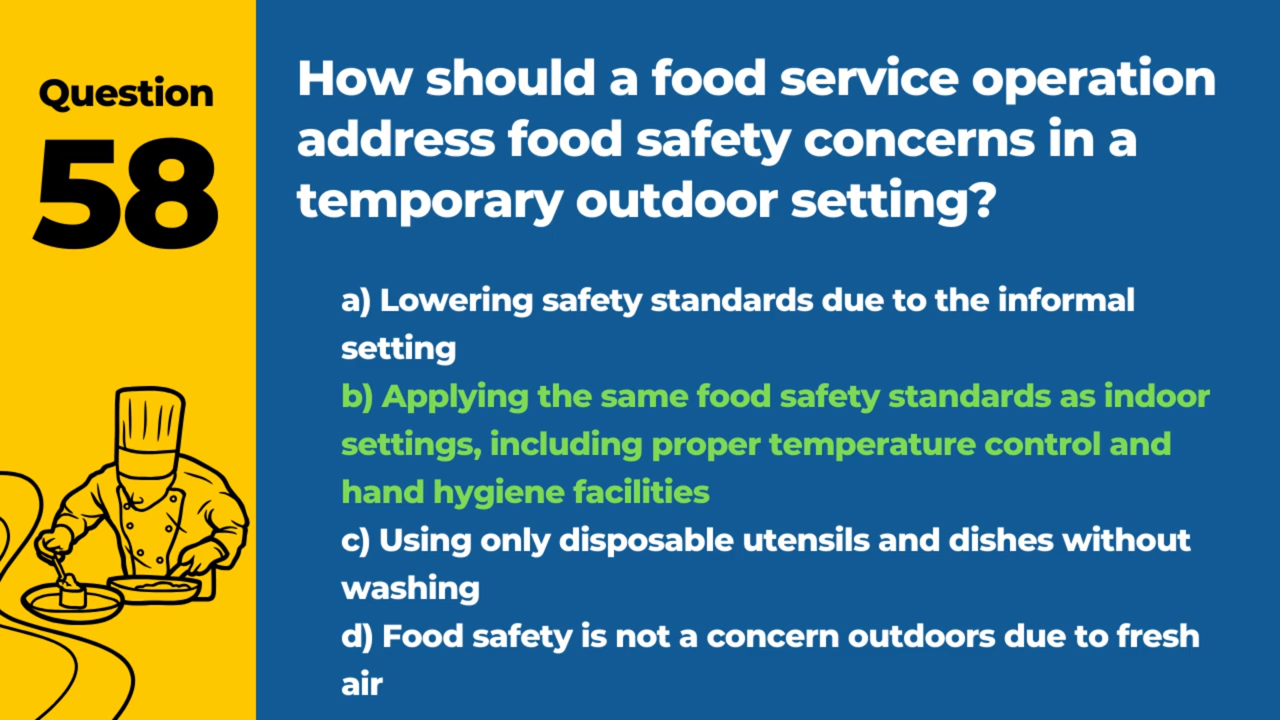 Question
58
How should a food service operation
address food safety concerns in a
temporary outdoor setting?
a) Lowering safety standards due to the informal
setting
b) Applying the same food safety standards as indoor
settings, including proper temperature control and
hand hygiene facilities
c) Using only disposable utensils and dishes without
washing
d) Food safety is not a concern outdoors due to fresh
air